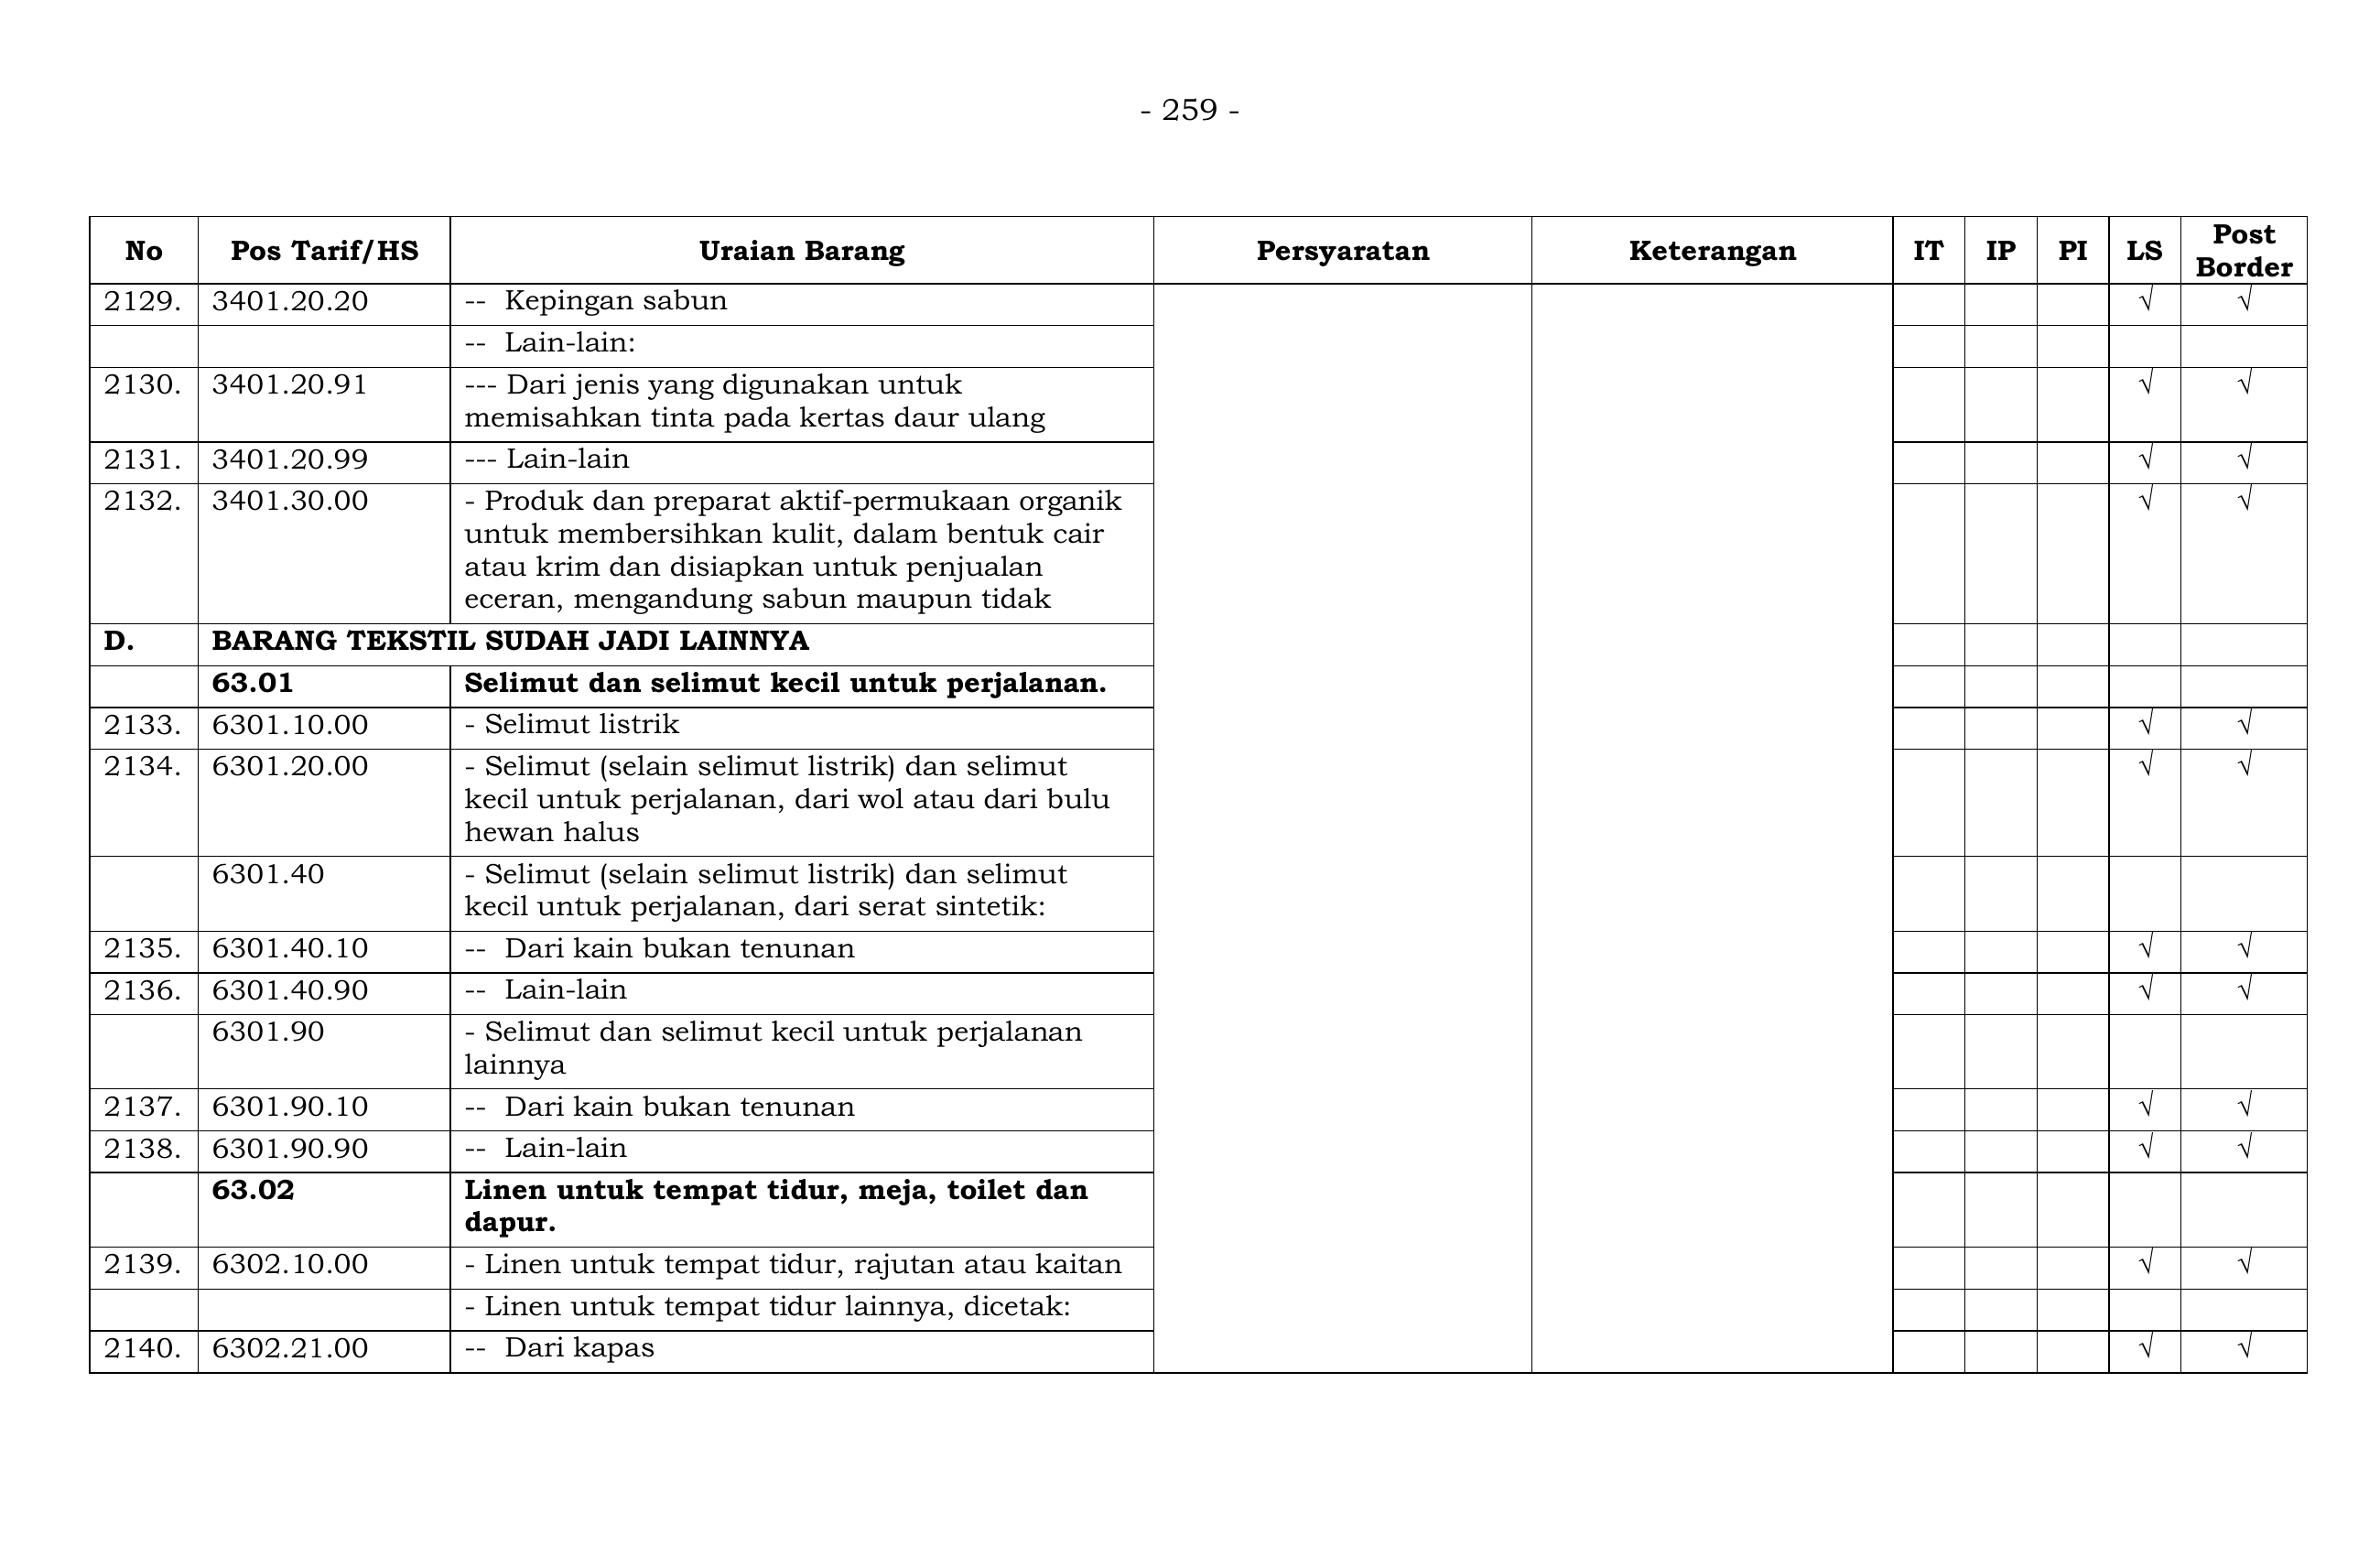 - 259 -
No Pos Tarif/HS Uraian Barang Persyaratan Keterangan IT IP PI LS Post Border
2129. 3401.20.20 -- Kepingan sabun √ √
-- Lain-lain:
2130. 3401.20.91 --- Dari jenis yang digunakan untuk √ √
memisahkan tinta pada kertas daur ulang
2131. 3401.20.99 --- Lain-lain √ √
2132. 3401.30.00 - Produk dan preparat aktif-permukaan organik √ √
untuk membersihkan kulit, dalam bentuk cair
atau krim dan disiapkan untuk penjualan
eceran, mengandung sabun maupun tidak
D. BARANG TEKSTIL SUDAH JADI LAINNYA
63.01 Selimut dan selimut kecil untuk perjalanan.
2133. 6301.10.00 - Selimut listrik √ √
2134. 6301.20.00 - Selimut (selain selimut listrik) dan selimut √ √
kecil untuk perjalanan, dari wol atau dari bulu
hewan halus
6301.40 - Selimut (selain selimut listrik) dan selimut
kecil untuk perjalanan, dari serat sintetik:
2135. 6301.40.10 -- Dari kain bukan tenunan √ √
2136. 6301.40.90 -- Lain-lain √ √
6301.90 - Selimut dan selimut kecil untuk perjalanan
lainnya
2137. 6301.90.10 -- Dari kain bukan tenunan √ √
2138. 6301.90.90 -- Lain-lain √ √
63.02 Linen untuk tempat tidur, meja, toilet dan
dapur.
2139. 6302.10.00 - Linen untuk tempat tidur, rajutan atau kaitan √ √
- Linen untuk tempat tidur lainnya, dicetak:
2140. 6302.21.00 -- Dari kapas √ √